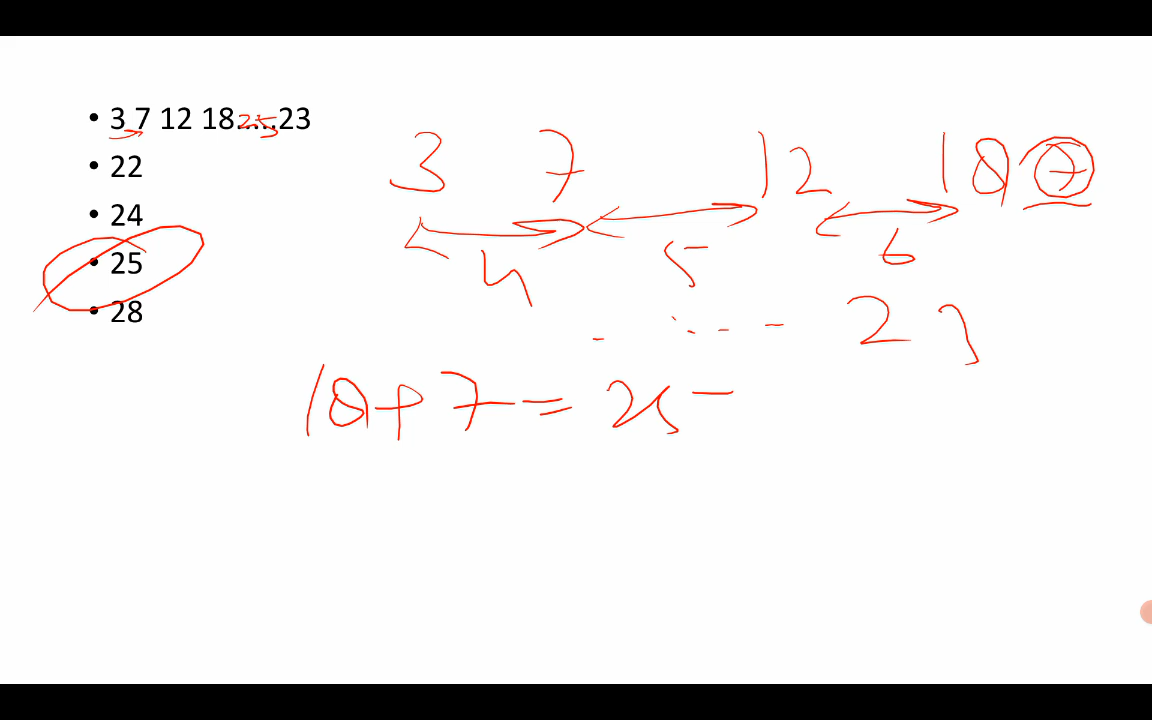 • 3 7 12 18 25.....23
• 22
• 24
• 25
• 28
3 7 12 18 7
4 5 6
- ... - - 23
18+7=25